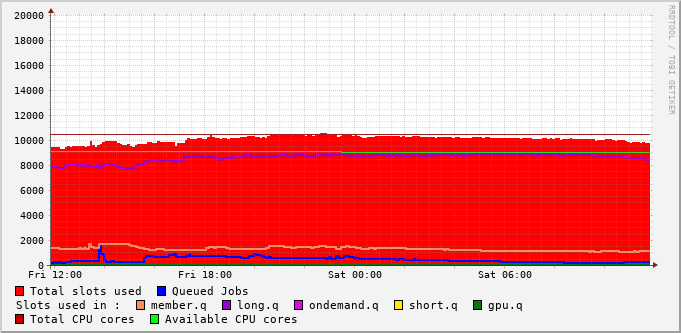 20000
18000
16000
14000
12000
10000
8000
6000
4000
2000
0
Fri 12:00 Fri 18:00 Sat 00:00 Sat 06:00
Total slots used Queued Jobs
Slots used in : member.q long.q ondemand.q short.q gpu.q
Total CPU cores Available CPU cores
RRDTOOL / TOBI OETIKER